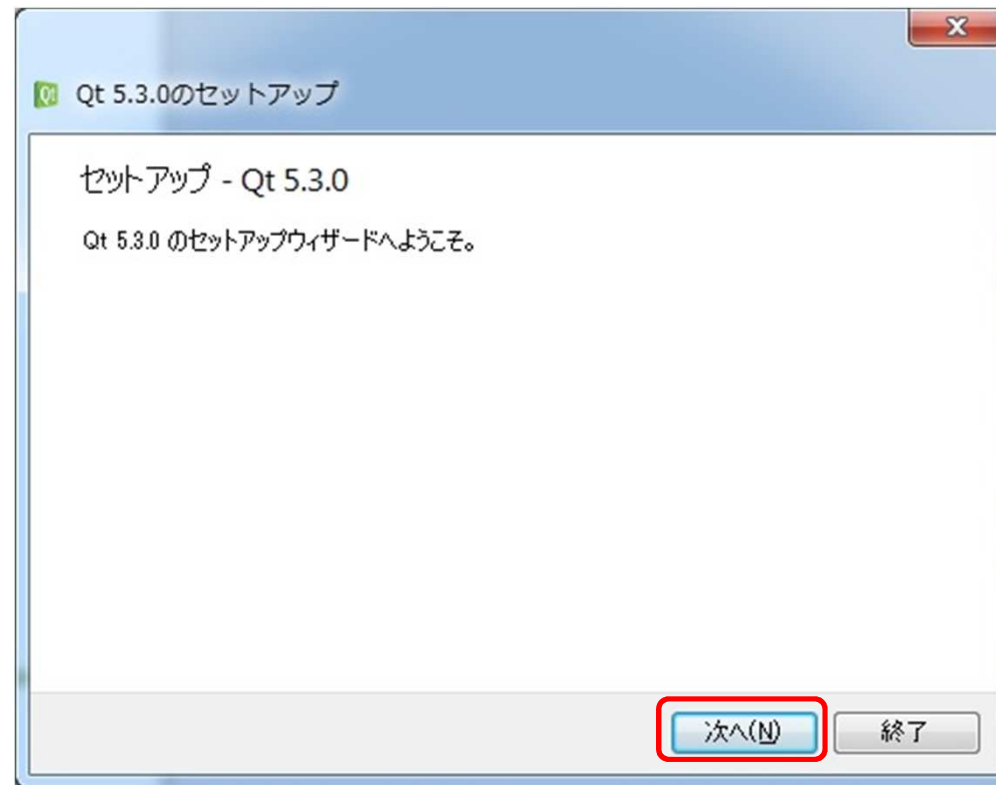 Qt 5.3.0のセットアップ
セットアップ - Qt 5.3.0
Qt 5.3.0 のセットアップウィザードへようこそ。
次へ(N)
終了